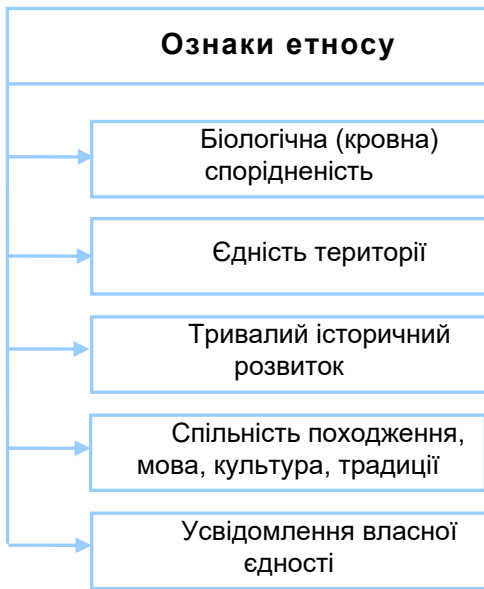 Ознаки етносу
Біологічна (кровна)
спорідненість
Єдність території
Тривалий історичний
розвиток
Спільність походження,
мова, культура, традиції
Усвідомлення власної
єдності